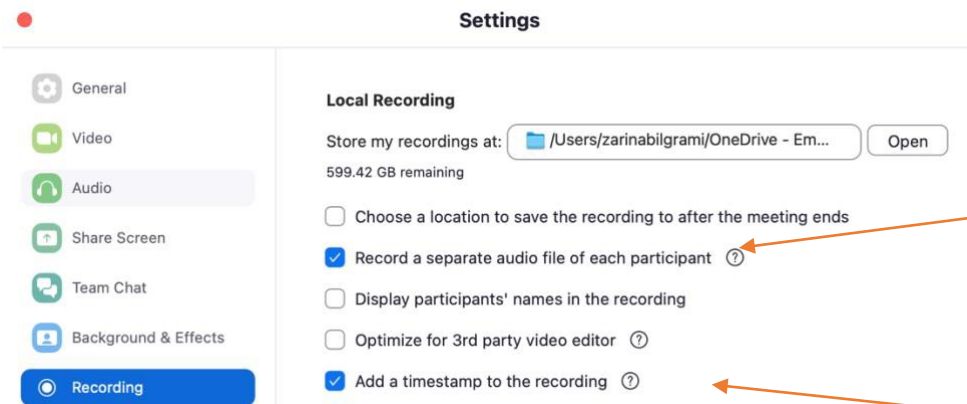 Settings
General
Video
Audio
Share Screen
Team Chat
Background & Effects
Recording
Local Recording
Store my recordings at: /Users/zarinabilgrami/OneDrive - Em... Open
599.42 GB remaining
Choose a location to save the recording to after the meeting ends
Record a separate audio file of each participant ?
Display participants' names in the recording
Optimize for 3rd party video editor ?
Add a timestamp to the recording ?